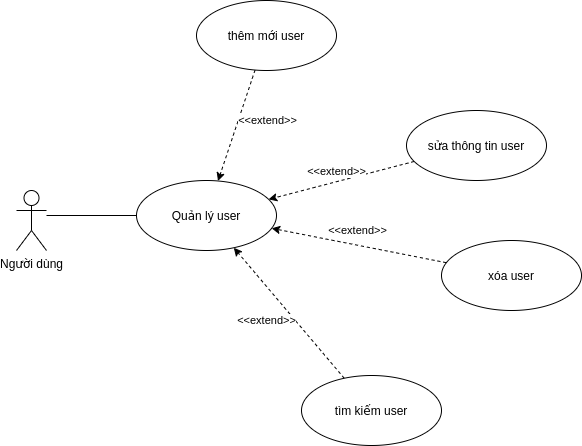 thêm mới user
<<extend>>
sửa thông tin user
<<extend>>
Quản lý user
Người dùng
<<extend>>
xóa user
<<extend>>
tìm kiếm user